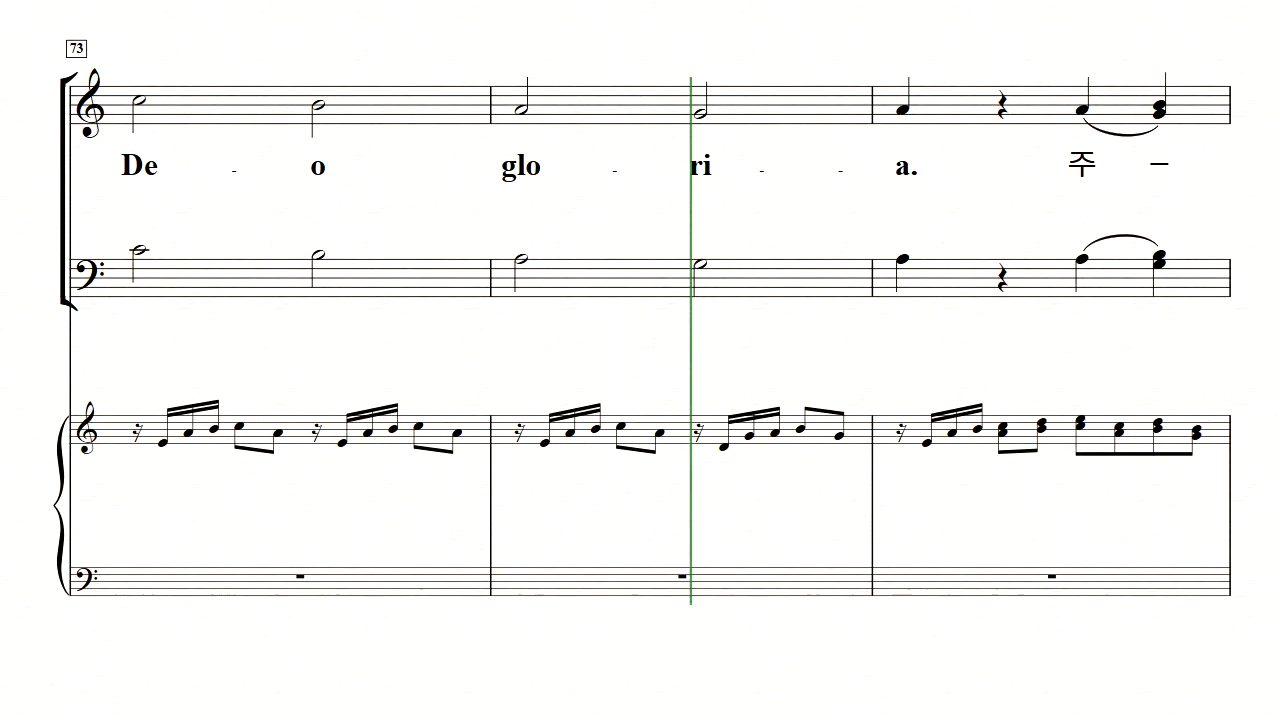 73
De - o glo - ri - - a. 주 –